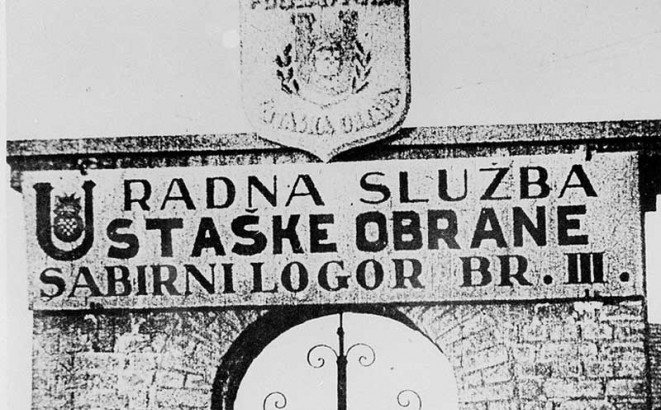 RADNA SLUŽBA
USTAŠKE OBRANE
SABIRNI LOGOR BR. III.